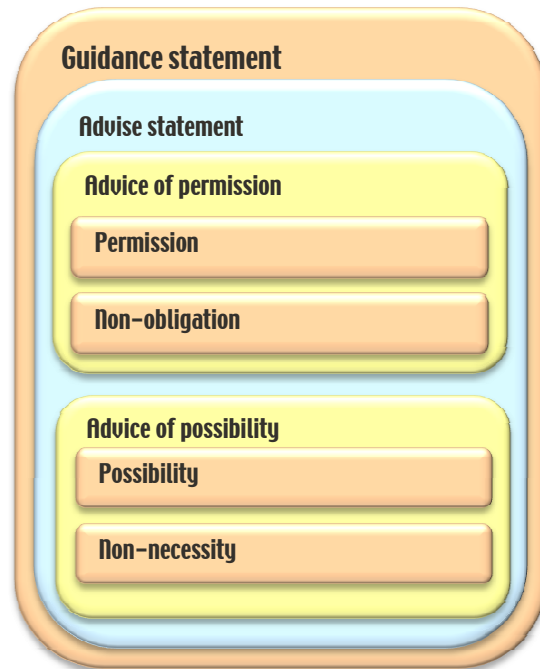 Guidance statement
Advise statement
Advice of permission
Permission
Non-obligation
Advice of possibility
Possibility
Non-necessity